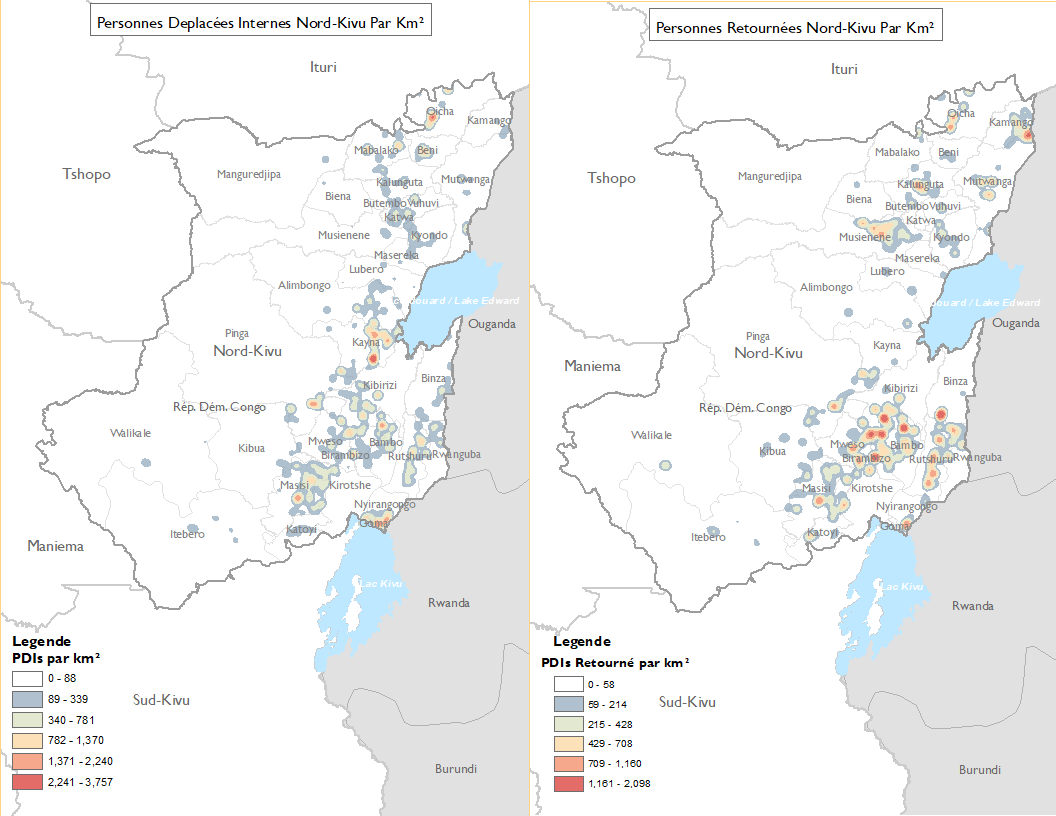 Personnes Deplacées Internes Nord-Kivu Par Km²
Ituri
Oicha
Kamango
Mabalako
Beni
Tshopo
Manguredjipa
Kalunguta
Mutwanga
Biena
Butembo
Vuhuvi
Katwa
Musienene
Kyondo
Masereka
Lubero
Alimbongo
douard / Lake Edward
Ouganda
Pinga
Kayna
Nord-Kivu
Binza
Kibirizi
Rép. Dém. Congo
Walikale
Kibua
Mweso
Bambo
Birambizo
Rutshuru
Rwanguba
Masisi
Kirotshe
Nyirangongo
Goma
Itebero
Katoyi
Maniema
Lac Kivu
Rwanda
Legende
PDIs par km²
0 - 88
89 - 339
340 - 781
782 - 1,370
1,371 - 2,240
2,241 - 3,757
Sud-Kivu
Burundi
Personnes Retournées Nord-Kivu Par Km²
Ituri
Oicha
Kamango
Mabalako
Beni
Tshopo
Manguredjipa
Kalunguta
Mutwanga
Biena
Butembo
Vuhuvi
Katwa
Musienene
Kyondo
Masereka
Lubero
Alimbongo
ouard / Lake Edward
Ouganda
Pinga
Kayna
Nord-Kivu
Maniema
Binza
Kibirizi
Rép. Dém. Congo
Walikale
Kibua
Mweso
Bambo
Birambizo
Rutshuru
Rwanguba
Masisi
Kirotshe
Nyirangongo
Goma
Itebero
Katoyi
Lac Kivu
Rwanda
Legende
PDIs Retourné par km²
0 - 58
59 - 214
215 - 428
429 - 708
709 - 1,160
1,161 - 2,098
Sud-Kivu
Burundi